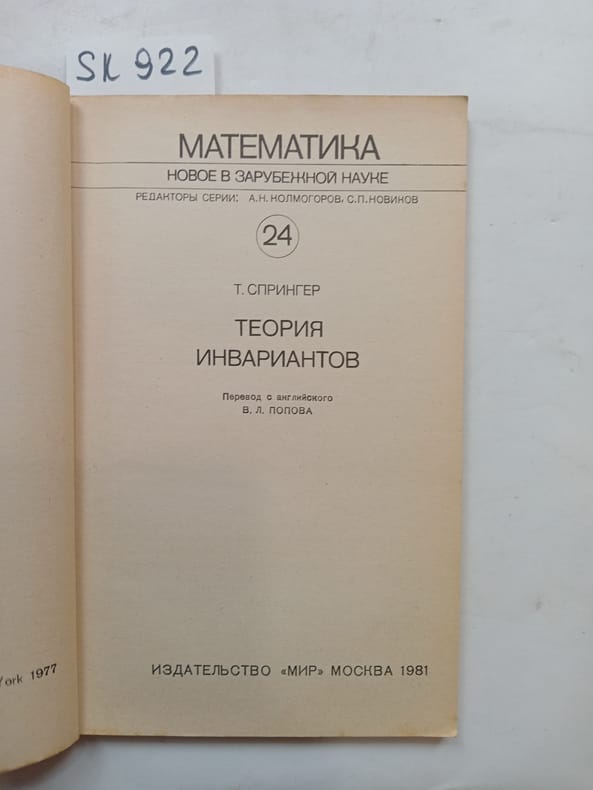 SK 922
МАТЕМАТИКА
НОВОЕ В ЗАРУБЕЖНОЙ НАУКЕ
РЕДАКТОРЫ СЕРИИ: А.Н. КОЛМОГОРОВ, С.П. НОВИКОВ
24
Т. СПРИНГЕР
ТЕОРИЯ
ИНВАРИАНТОВ
Перевод с английского
В. Л. ПОПОВА
York 1977
ИЗДАТЕЛЬСТВО «МИР» МОСКВА 1981